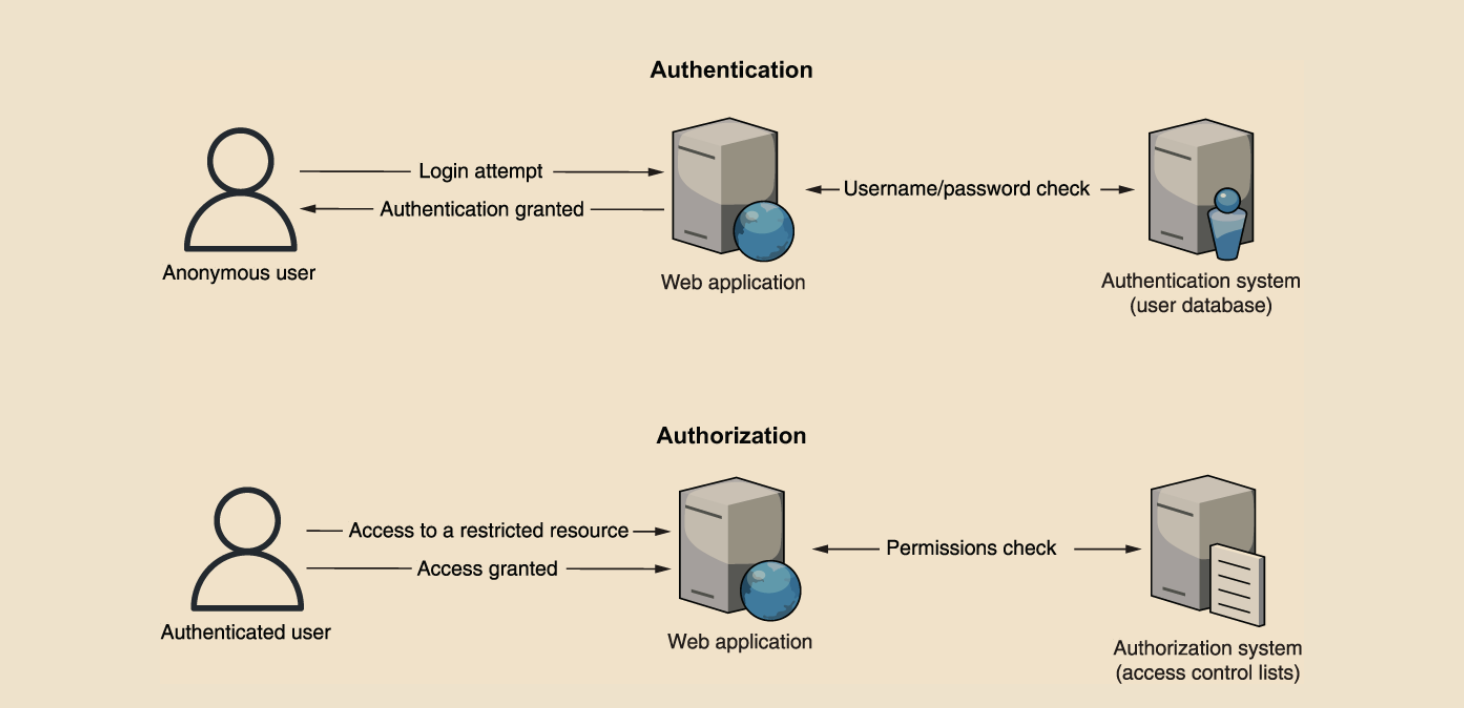 Authentication
Login attempt
Authentication granted
Username/password check
Anonymous user
Web application
Authentication system
(user database)
Authorization
Access to a restricted resource
Access granted
Permissions check
Authenticated user
Web application
Authorization system
(access control lists)